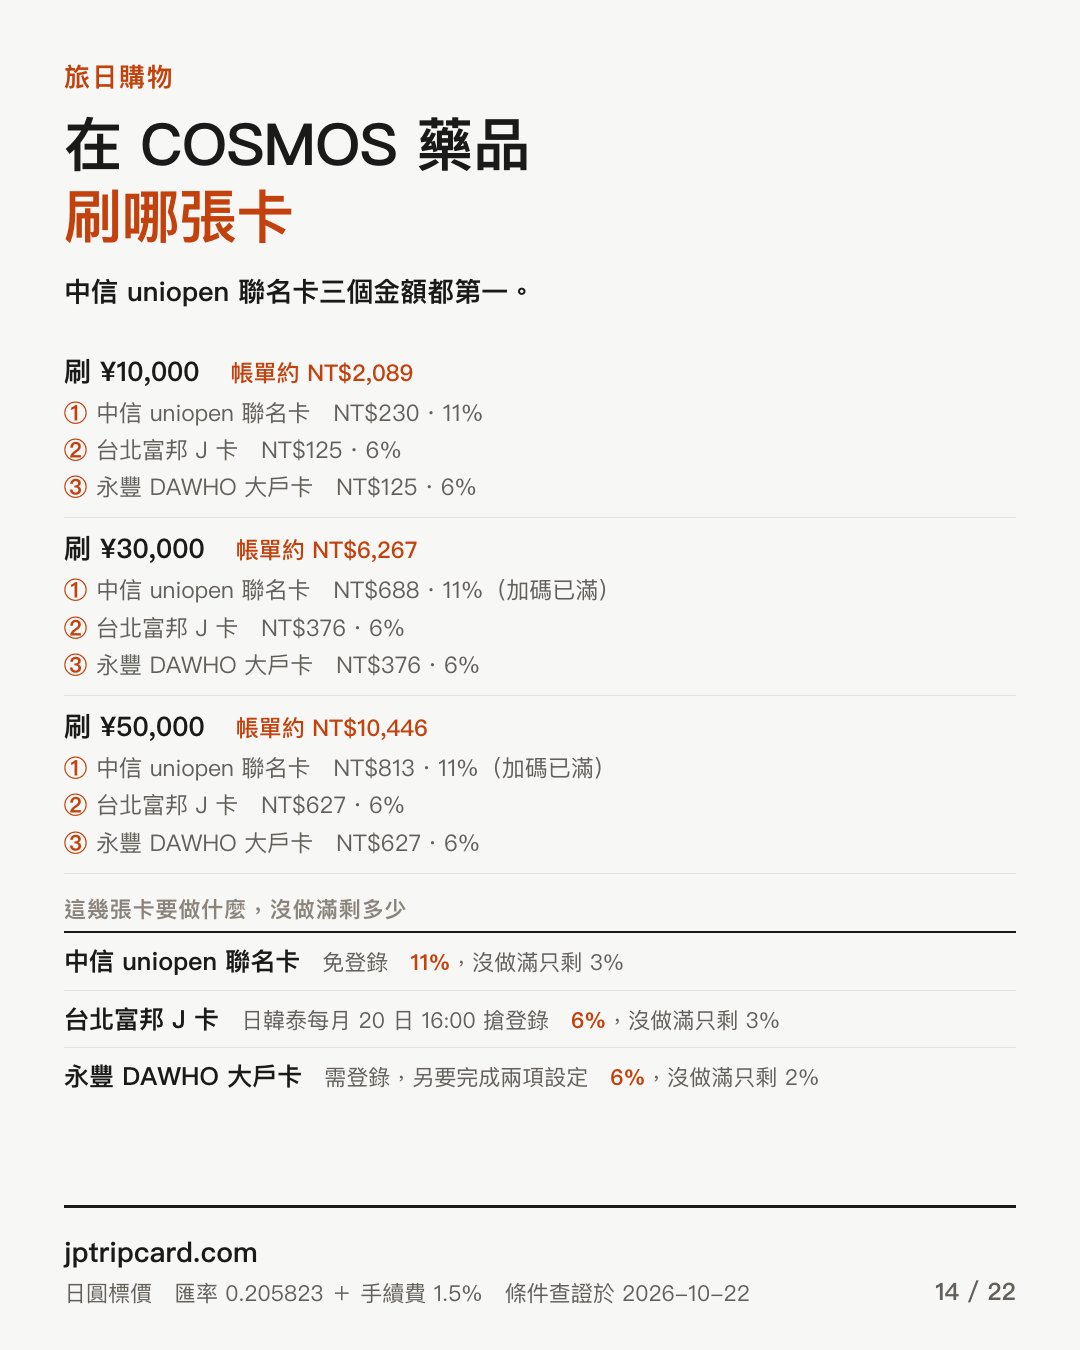 旅日購物
在 COSMOS 藥品
刷哪張卡
中信 uniopen 聯名卡三個金額都第一。
刷 ¥10,000 帳單約 NT$2,089
① 中信 uniopen 聯名卡 NT$230 · 11%
② 台北富邦 J 卡 NT$125 · 6%
③ 永豐 DAWHO 大戶卡 NT$125 · 6%
刷 ¥30,000 帳單約 NT$6,267
① 中信 uniopen 聯名卡 NT$688 · 11%（加碼已滿）
② 台北富邦 J 卡 NT$376 · 6%
③ 永豐 DAWHO 大戶卡 NT$376 · 6%
刷 ¥50,000 帳單約 NT$10,446
① 中信 uniopen 聯名卡 NT$813 · 11%（加碼已滿）
② 台北富邦 J 卡 NT$627 · 6%
③ 永豐 DAWHO 大戶卡 NT$627 · 6%
這幾張卡要做什麼，沒做滿剩多少
中信 uniopen 聯名卡 免登錄 11%，沒做滿只剩 3%
台北富邦 J 卡 日韓泰每月 20 日 16:00 搶登錄 6%，沒做滿只剩 3%
永豐 DAWHO 大戶卡 需登錄，另要完成兩項設定 6%，沒做滿只剩 2%
jptripcard.com
日圓標價 匯率 0.205823 ＋ 手續費 1.5% 條件查證於 2026-10-22 14 / 22